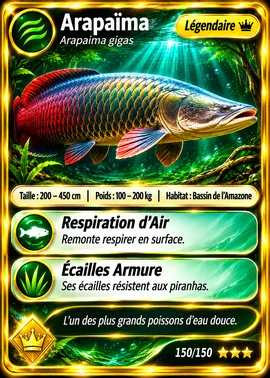 Arapaïma
Légendaire
Arapaima gigas
Taille : 200 – 450 cm | Poids : 100 – 200 kg | Habitat : Bassin de l'Amazone
Respiration d'Air
Remonte respirer en surface.
Écailles Armure
Ses écailles résistent aux piranhas.
L'un des plus grands poissons d'eau douce.
150/150 ★★★